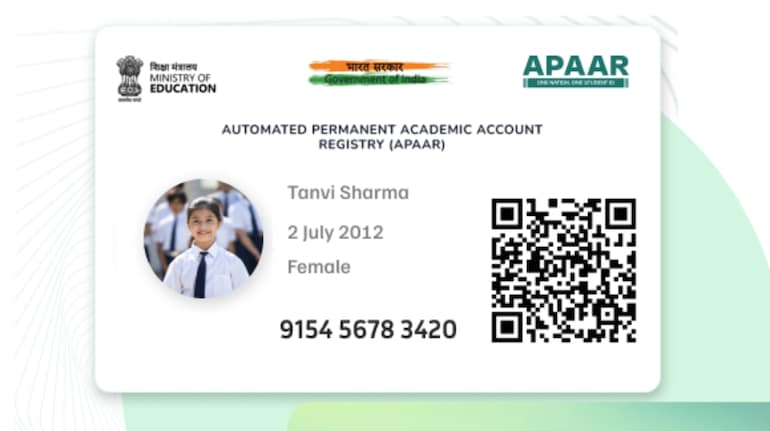 शिक्षा मंत्रालय
MINISTRY OF
EDUCATION
भारत सरकार
Government of India
APAAR
ONE NATION, ONE STUDENT ID
AUTOMATED PERMANENT ACADEMIC ACCOUNT
REGISTRY (APAAR)
Tanvi Sharma
2 July 2012
Female
9154 5678 3420